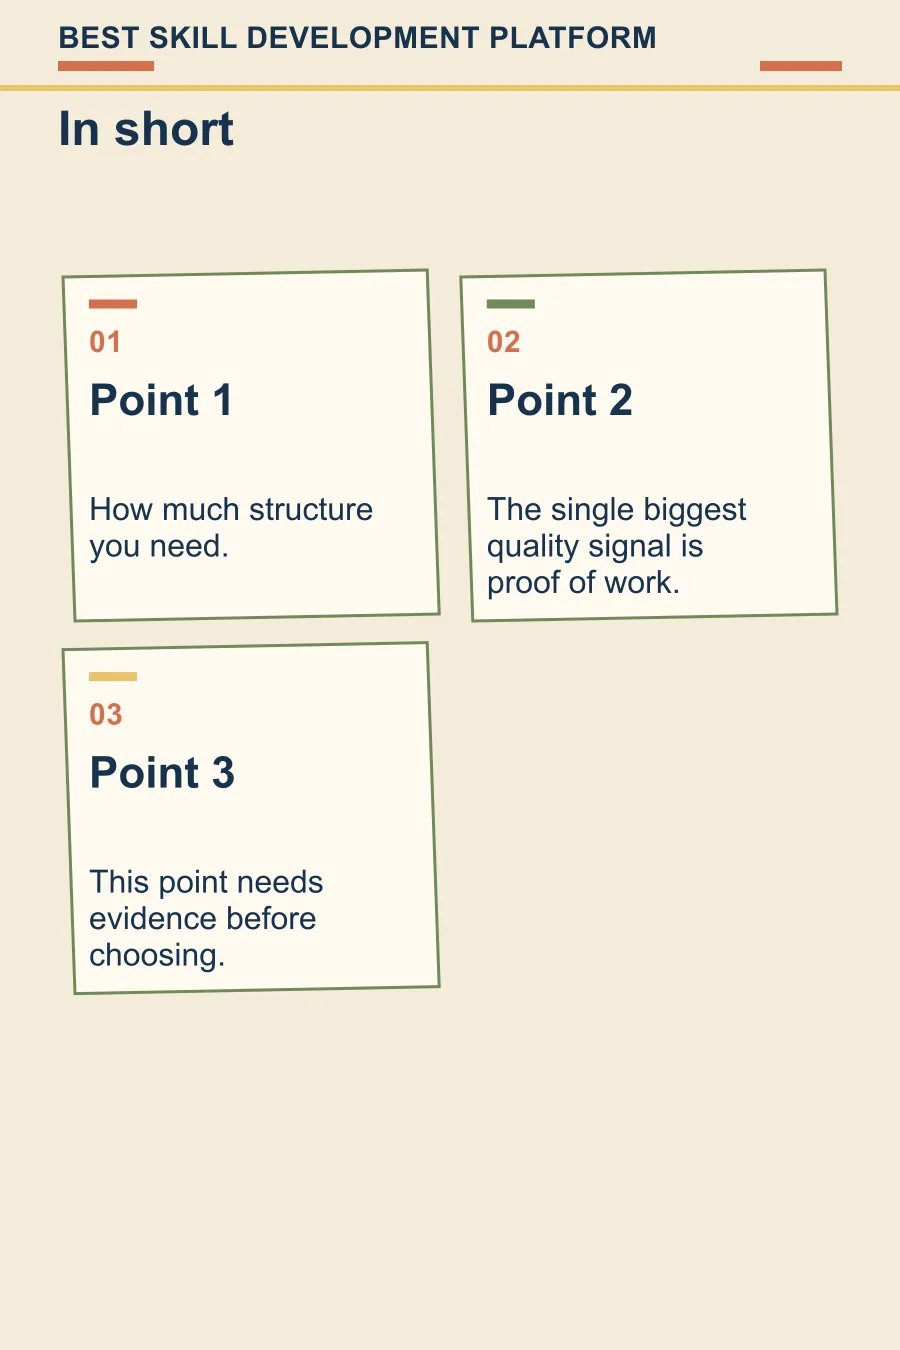 BEST SKILL DEVELOPMENT PLATFORM
In short
01
Point 1
How much structure
you need.
02
Point 2
The single biggest
quality signal is
proof of work.
03
Point 3
This point needs
evidence before
choosing.